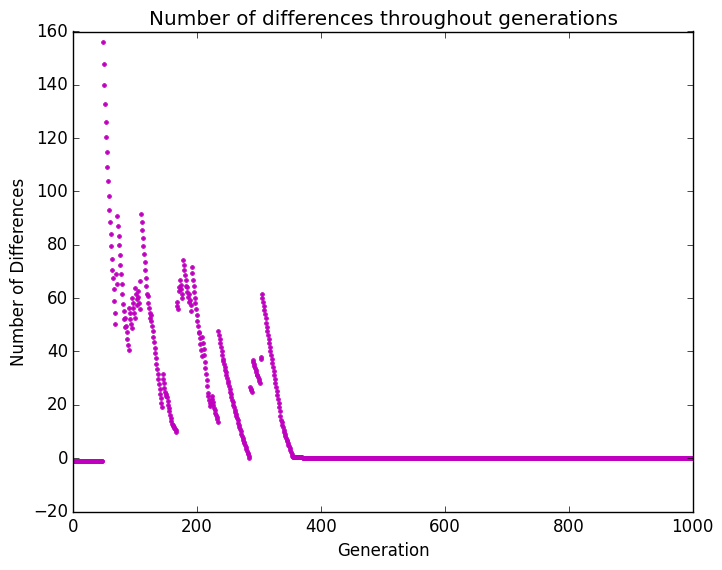 Number of differences throughout generations
160
140
120
100
80
60
40
20
0
−20
Number of Differences
0 200 400 600 800 1000
Generation